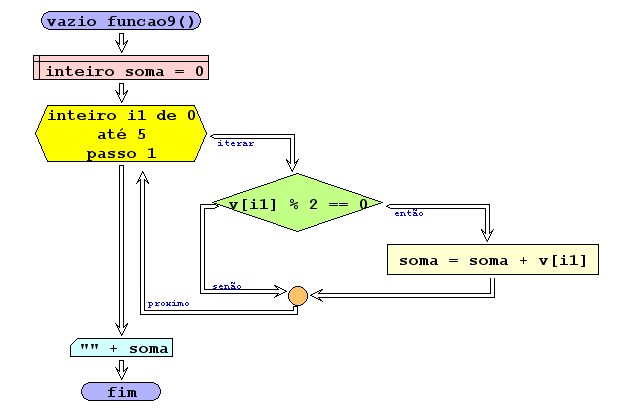 vazio funcao9()
inteiro soma = 0
inteiro i1 de 0
até 5
passo 1
iterar
v[i1] % 2 == 0
então
soma = soma + v[i1]
senão
proximo
"" + soma
fim